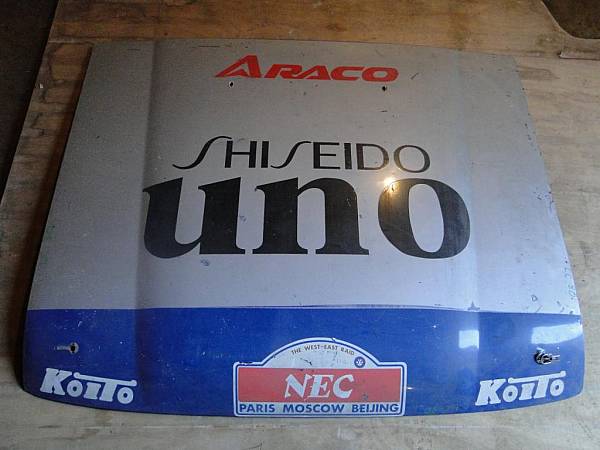 ARACO
SHISEIDO
uno
THE WEST-EAST RAID
NEC
PARIS MOSCOW BEIJING
KOITO
KOITO